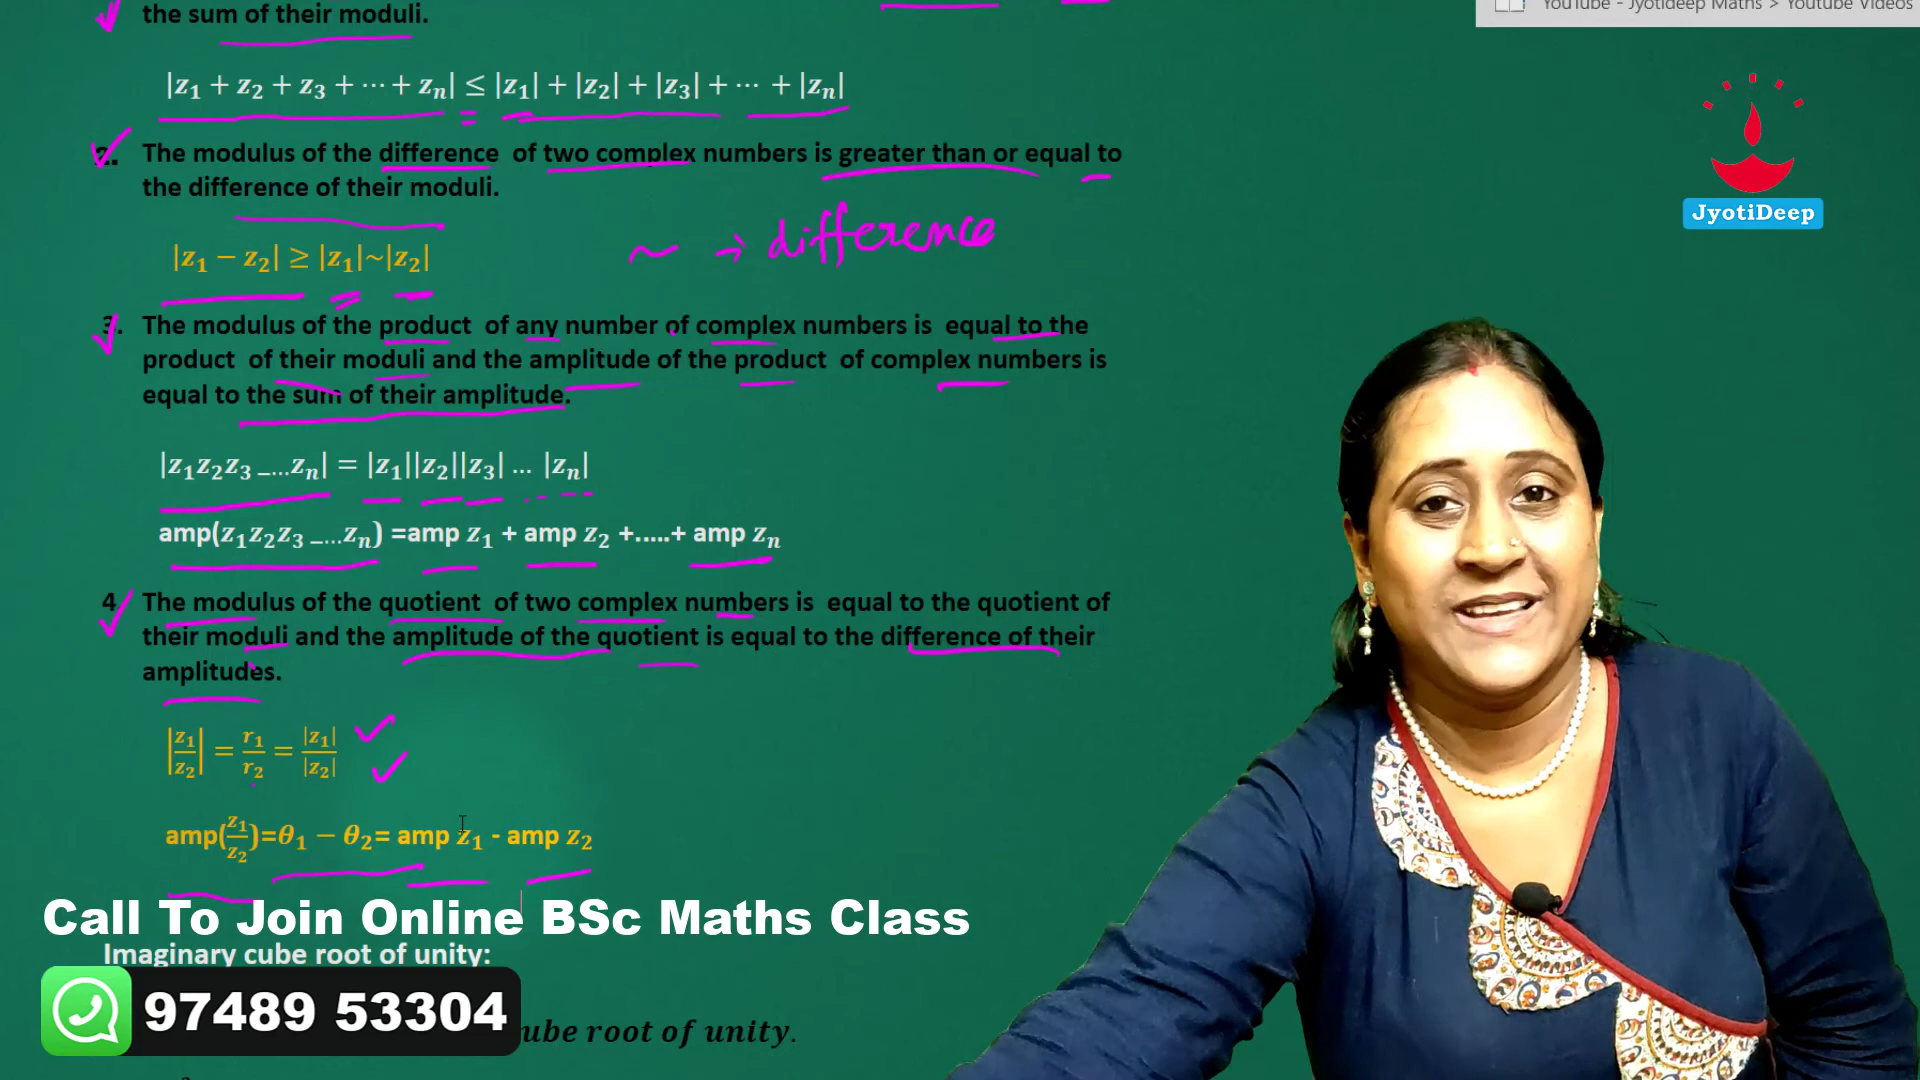 YouTube - Jyotideep Maths > Youtube Videos
the sum of their moduli.
|z₁ + z₂ + z₃ + ⋯ + zₙ| ≤ |z₁| + |z₂| + |z₃| + ⋯ + |zₙ|
2. The modulus of the difference of two complex numbers is greater than or equal to
the difference of their moduli.
JyotiDeep
~ → difference
|z₁ − z₂| ≥ |z₁|~|z₂|
3. The modulus of the product of any number of complex numbers is equal to the
product of their moduli and the amplitude of the product of complex numbers is
equal to the sum of their amplitude.
|z₁z₂z₃ –…zₙ| = |z₁||z₂||z₃| … |zₙ|
amp(z₁z₂z₃ –…zₙ) =amp z₁ + amp z₂ +.....+ amp zₙ
4. The modulus of the quotient of two complex numbers is equal to the quotient of
their moduli and the amplitude of the quotient is equal to the difference of their
amplitudes.
|z₁/z₂| = r₁/r₂ = |z₁|/|z₂|
amp(z₁/z₂)=θ₁ − θ₂= amp z₁ - amp z₂
Call To Join Online BSc Maths Class
Imaginary cube root of unity:
97489 53304
ube root of unity.